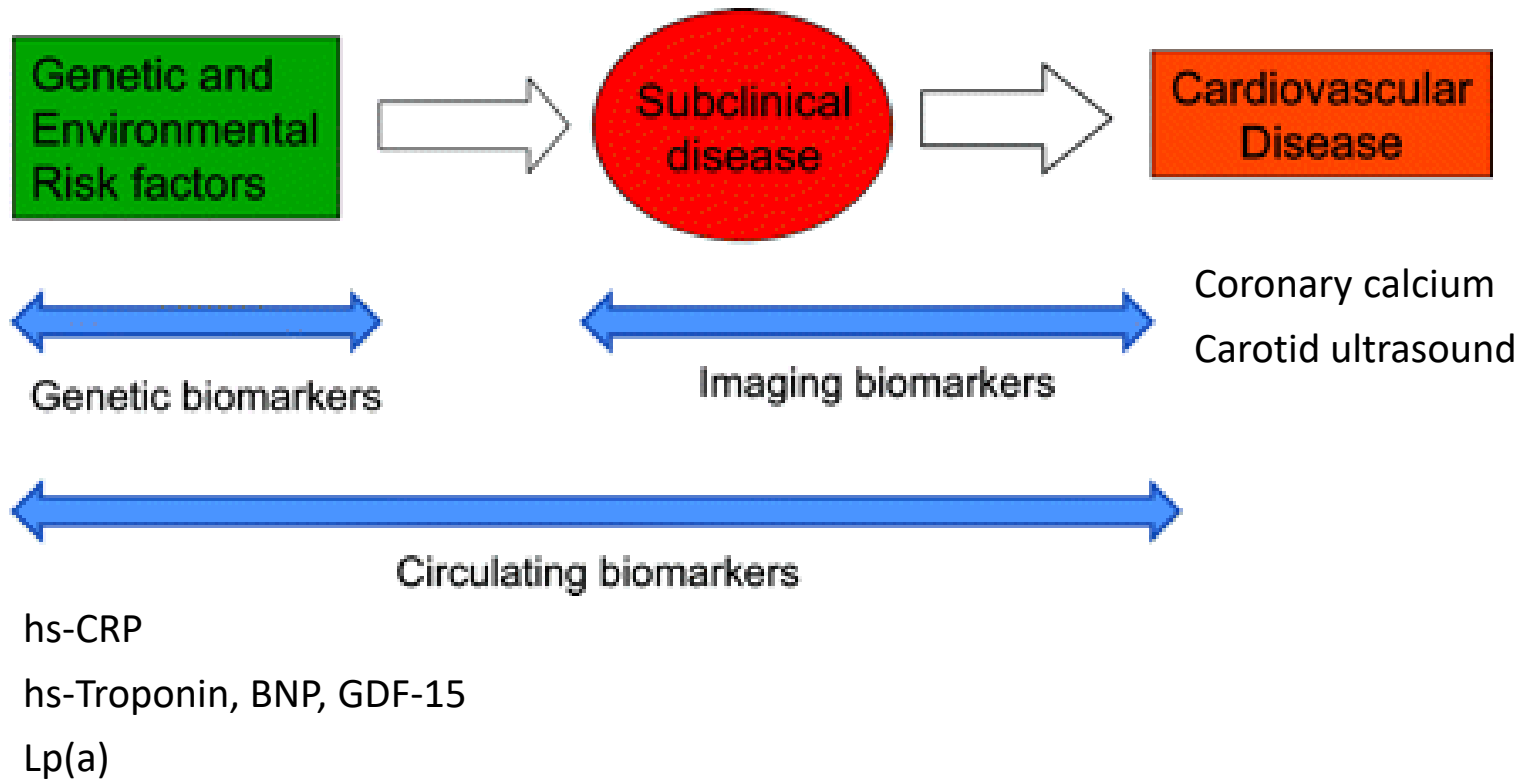 Genetic and
Environmental
Risk factors
Subclinical
disease
Cardiovascular
Disease
Coronary calcium
Carotid ultrasound
Genetic biomarkers
Imaging biomarkers
Circulating biomarkers
hs-CRP
hs-Troponin, BNP, GDF-15
Lp(a)